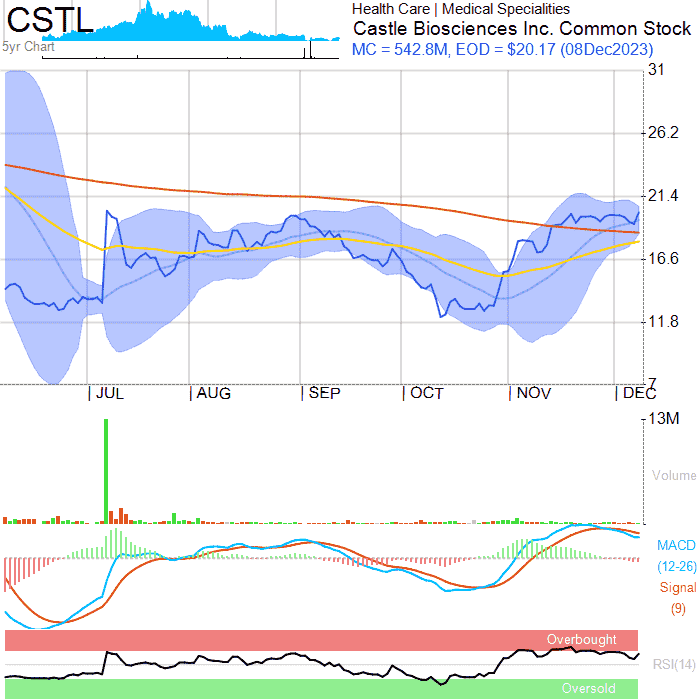 CSTL
5yr Chart
Health Care | Medical Specialities
Castle Biosciences Inc. Common Stock
MC = 542.8M, EOD = $20.17 (08Dec2023)
31
26.2
21.4
16.6
11.8
7
JUL AUG SEP OCT NOV DEC
13M
Volume
MACD
(12-26)
Signal
(9)
Overbought
RSI(14)
Oversold